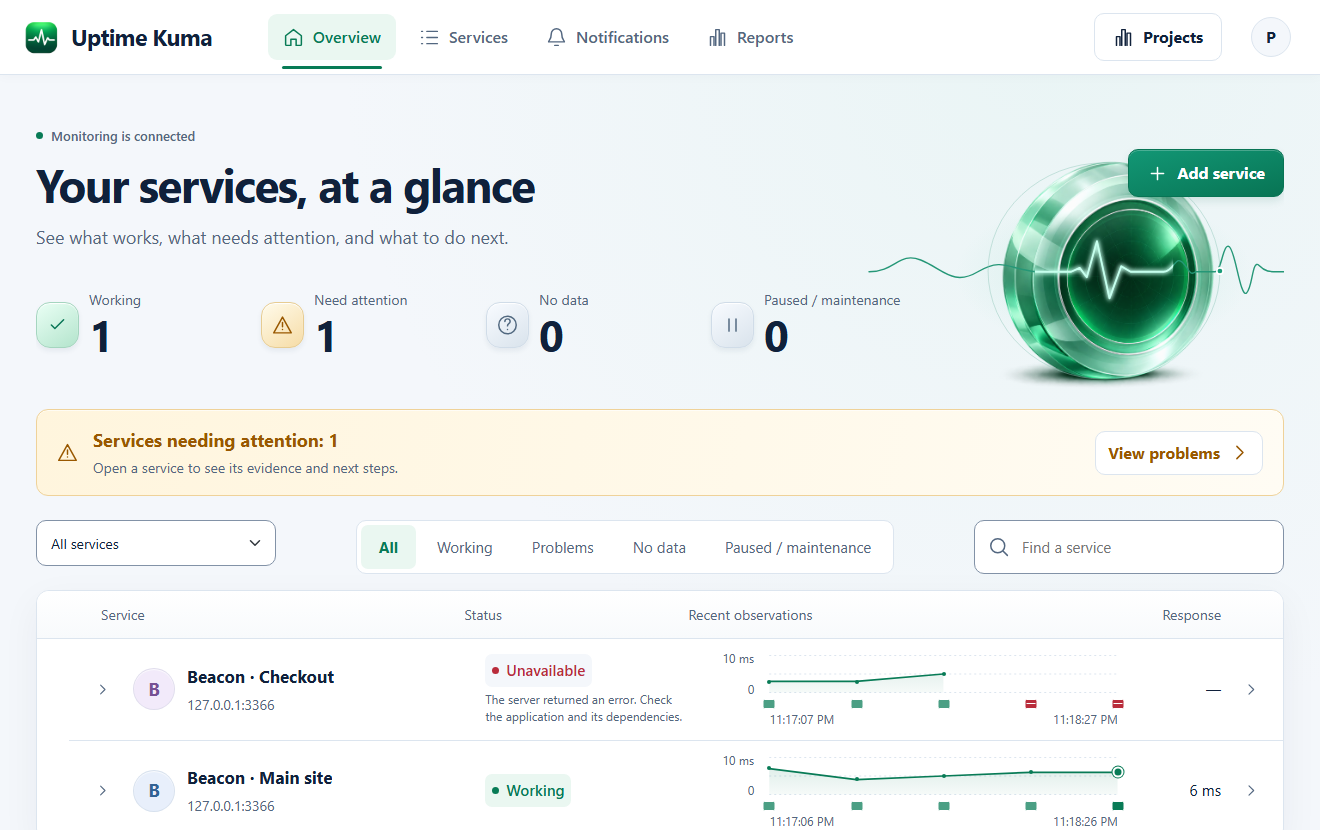 Uptime Kuma
Overview
Services
Notifications
Reports
Projects
P
Monitoring is connected
Your services, at a glance
Add service
See what works, what needs attention, and what to do next.
Working
1
Need attention
1
No data
0
Paused / maintenance
0
Services needing attention: 1
Open a service to see its evidence and next steps.
View problems
All services
All
Working
Problems
No data
Paused / maintenance
Find a service
Service
Status
Recent observations
Response
B
Beacon · Checkout
127.0.0.1:3366
Unavailable
The server returned an error. Check
the application and its dependencies.
10 ms
0
11:17:07 PM
11:18:27 PM
—
B
Beacon · Main site
127.0.0.1:3366
Working
10 ms
0
11:17:06 PM
11:18:26 PM
6 ms